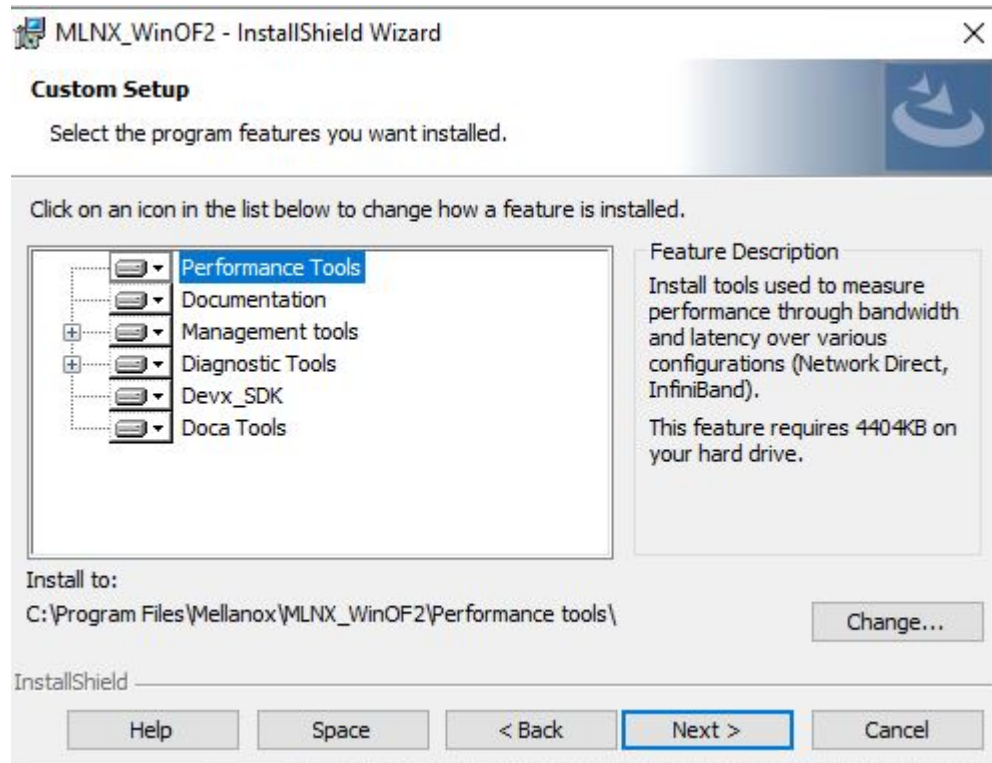 MLNX_WinOF2 - InstallShield Wizard
Custom Setup
Select the program features you want installed.
Click on an icon in the list below to change how a feature is installed.
Performance Tools
Documentation
Management tools
Diagnostic Tools
Devx_SDK
Doca Tools
Feature Description
Install tools used to measure
performance through bandwidth
and latency over various
configurations (Network Direct,
InfiniBand).
This feature requires 4404KB on
your hard drive.
Install to:
C:\Program Files\Mellanox\MLNX_WinOF2\Performance tools\
Change...
InstallShield
Help
Space
< Back
Next >
Cancel